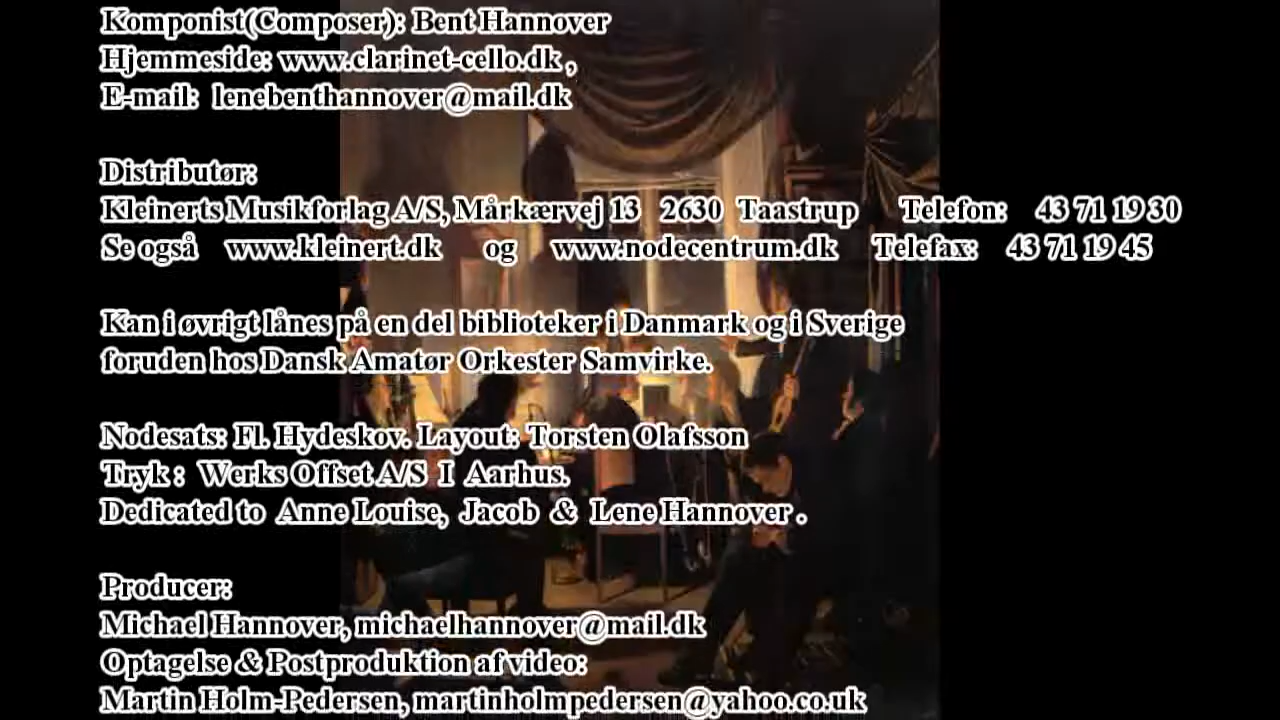 Komponist(Composer): Bent Hannover
Hjemmeside: www.clarinet-cello.dk ,
E-mail: lenebenthannover@mail.dk
Distributør:
Kleinerts Musikforlag A/S, Mårkærvej 13 2630 Taastrup Telefon: 43 71 19 30
Se også www.kleinert.dk og www.nodecentrum.dk Telefax: 43 71 19 45
Kan i øvrigt lånes på en del biblioteker i Danmark og i Sverige
foruden hos Dansk Amatør Orkester Samvirke.
Nodesats: Fl. Hydeskov. Layout: Torsten Olafsson
Tryk : Werks Offset A/S I Aarhus.
Dedicated to Anne Louise, Jacob & Lene Hannover .
Producer:
Michael Hannover, michaelhannover@mail.dk
Optagelse & Postproduktion af video:
Martin Holm-Pedersen, martinholmpedersen@yahoo.co.uk